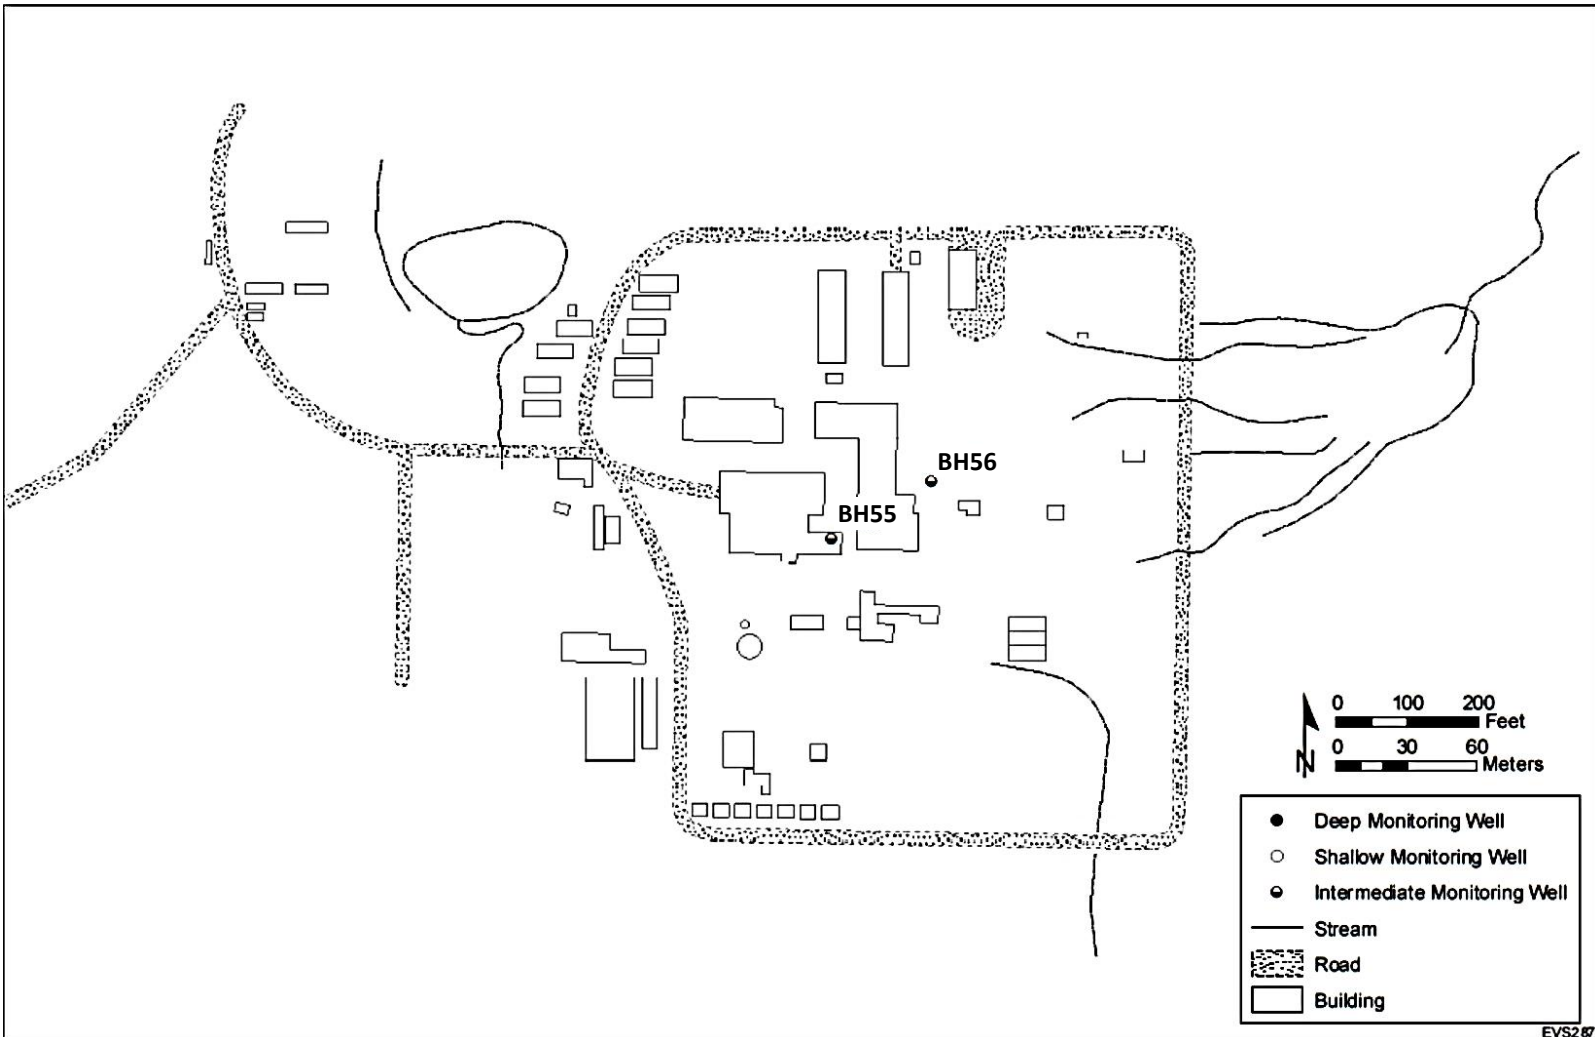 BH56
BH55
0 100 200
Feet
0 30 60
Meters
N
Deep Monitoring Well
Shallow Monitoring Well
Intermediate Monitoring Well
Stream
Road
Building
EVS287